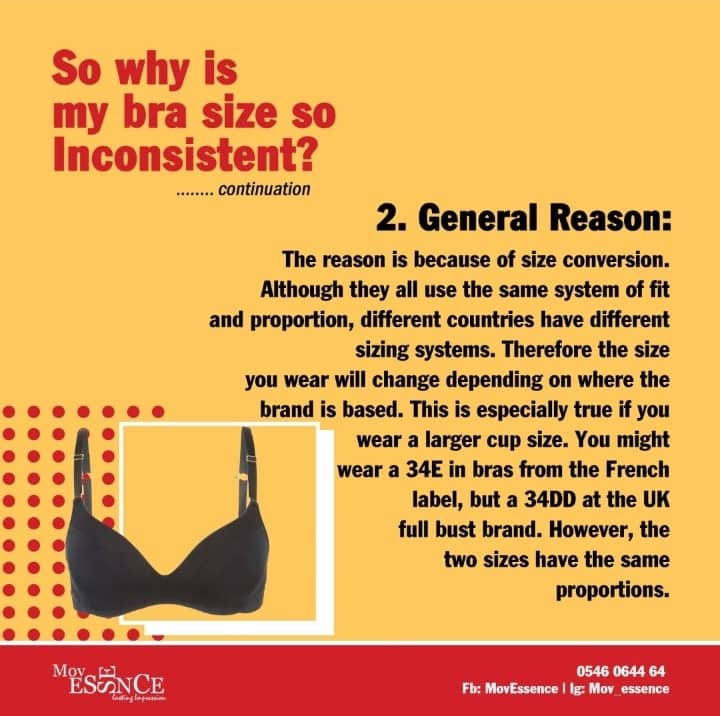 So why is
my bra size so
Inconsistent?
........ continuation
2. General Reason:
The reason is because of size conversion.
Although they all use the same system of fit
and proportion, different countries have different
sizing systems. Therefore the size
you wear will change depending on where the
brand is based. This is especially true if you
wear a larger cup size. You might
wear a 34E in bras from the French
label, but a 34DD at the UK
full bust brand. However, the
two sizes have the same
proportions.
Mov
ESSENCE
lasting Impression
0546 0644 64
Fb: MovEssence | Ig: Mov_essence